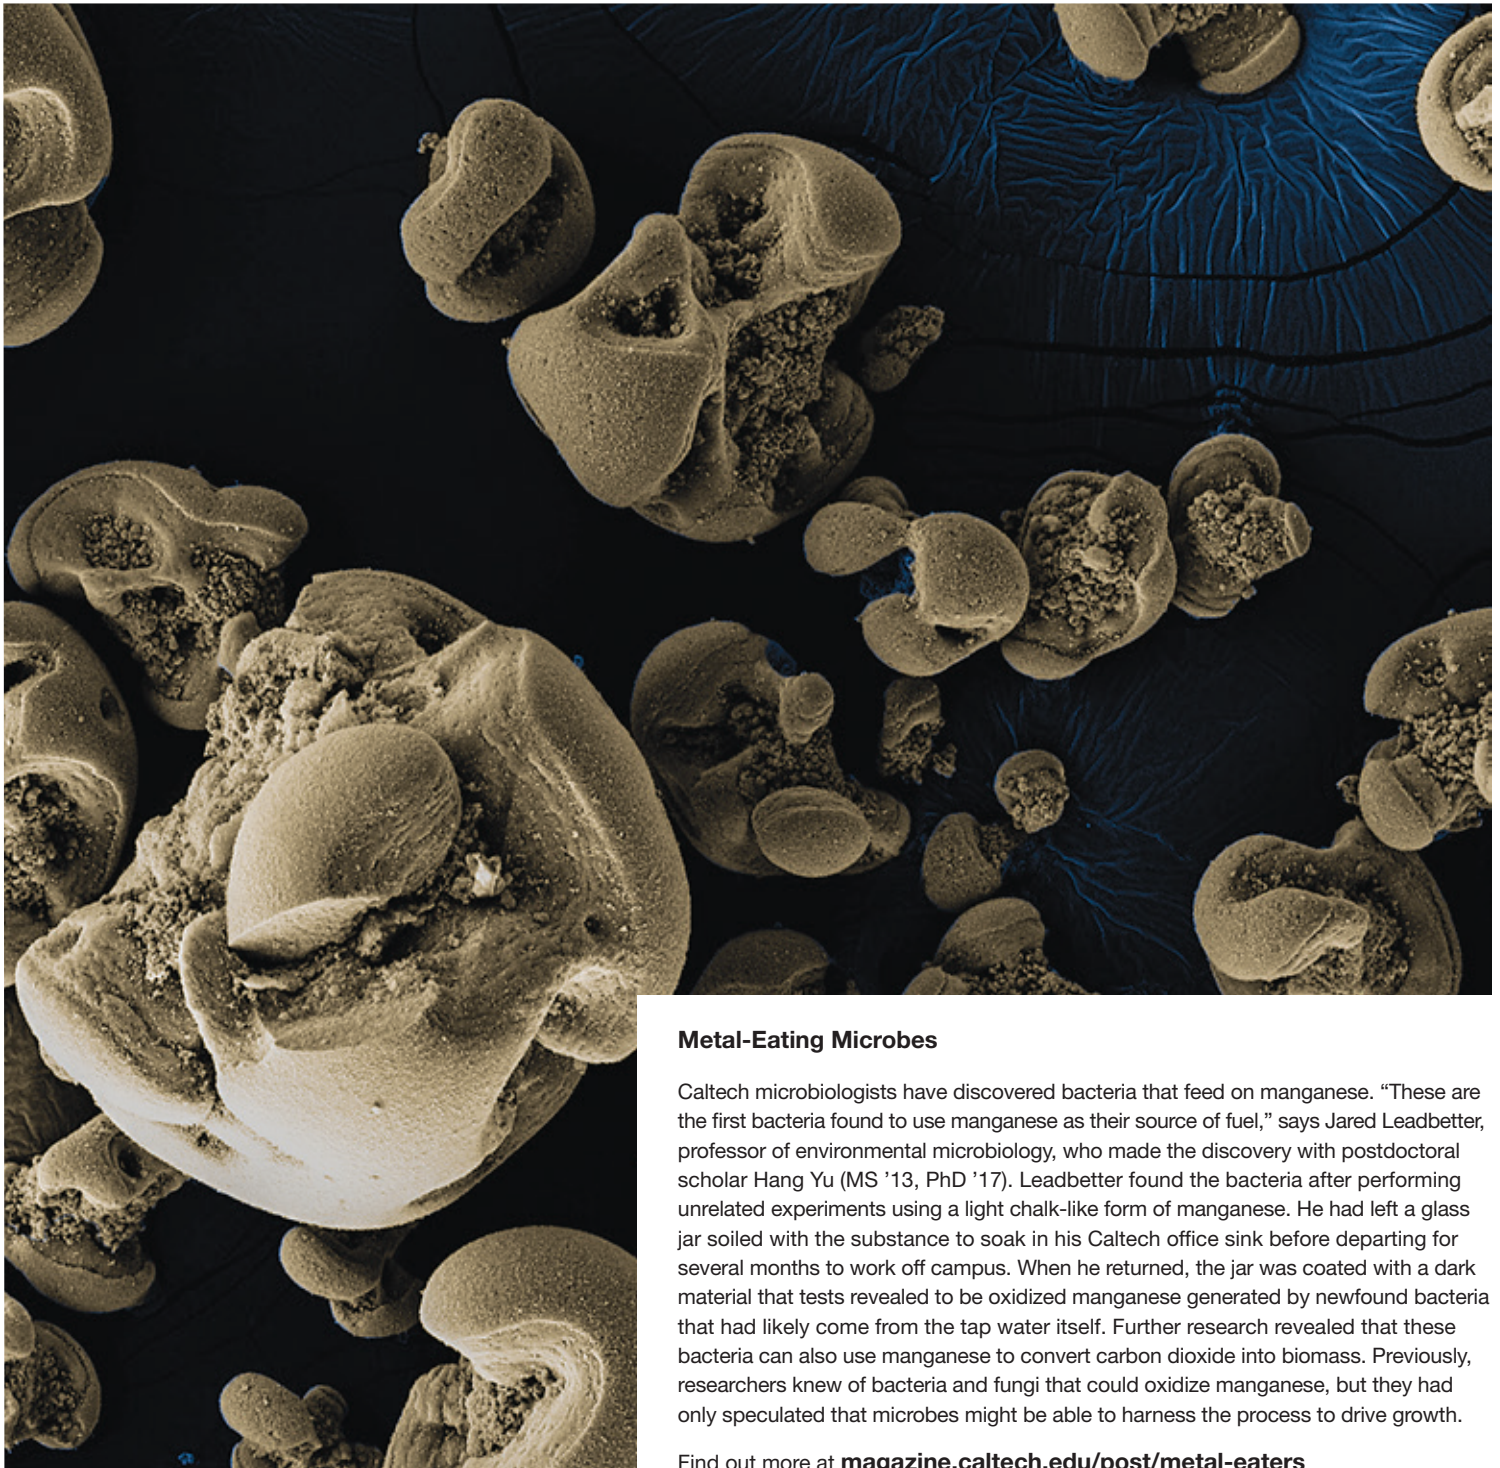 Metal-Eating Microbes
Caltech microbiologists have discovered bacteria that feed on manganese. “These are
the first bacteria found to use manganese as their source of fuel,” says Jared Leadbetter,
professor of environmental microbiology, who made the discovery with postdoctoral
scholar Hang Yu (MS ’13, PhD ’17). Leadbetter found the bacteria after performing
unrelated experiments using a light chalk-like form of manganese. He had left a glass
jar soiled with the substance to soak in his Caltech office sink before departing for
several months to work off campus. When he returned, the jar was coated with a dark
material that tests revealed to be oxidized manganese generated by newfound bacteria
that had likely come from the tap water itself. Further research revealed that these
bacteria can also use manganese to convert carbon dioxide into biomass. Previously,
researchers knew of bacteria and fungi that could oxidize manganese, but they had
only speculated that microbes might be able to harness the process to drive growth.
Find out more at magazine.caltech.edu/post/metal-eaters